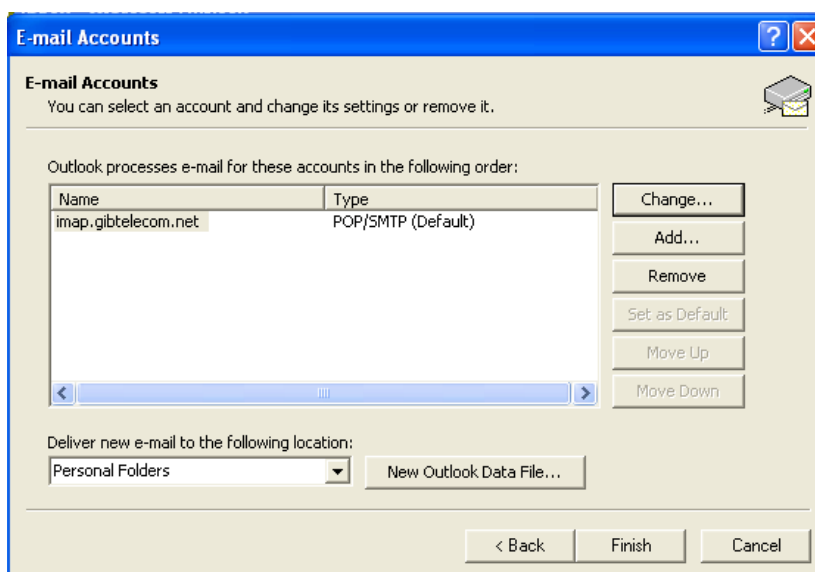 E-mail Accounts
E-mail Accounts
You can select an account and change its settings or remove it.
Outlook processes e-mail for these accounts in the following order:
Name Type
imap.gibtelecom.net POP/SMTP (Default)
Change...
Add...
Remove
Set as Default
Move Up
Move Down
Deliver new e-mail to the following location:
Personal Folders New Outlook Data File...
< Back Finish Cancel